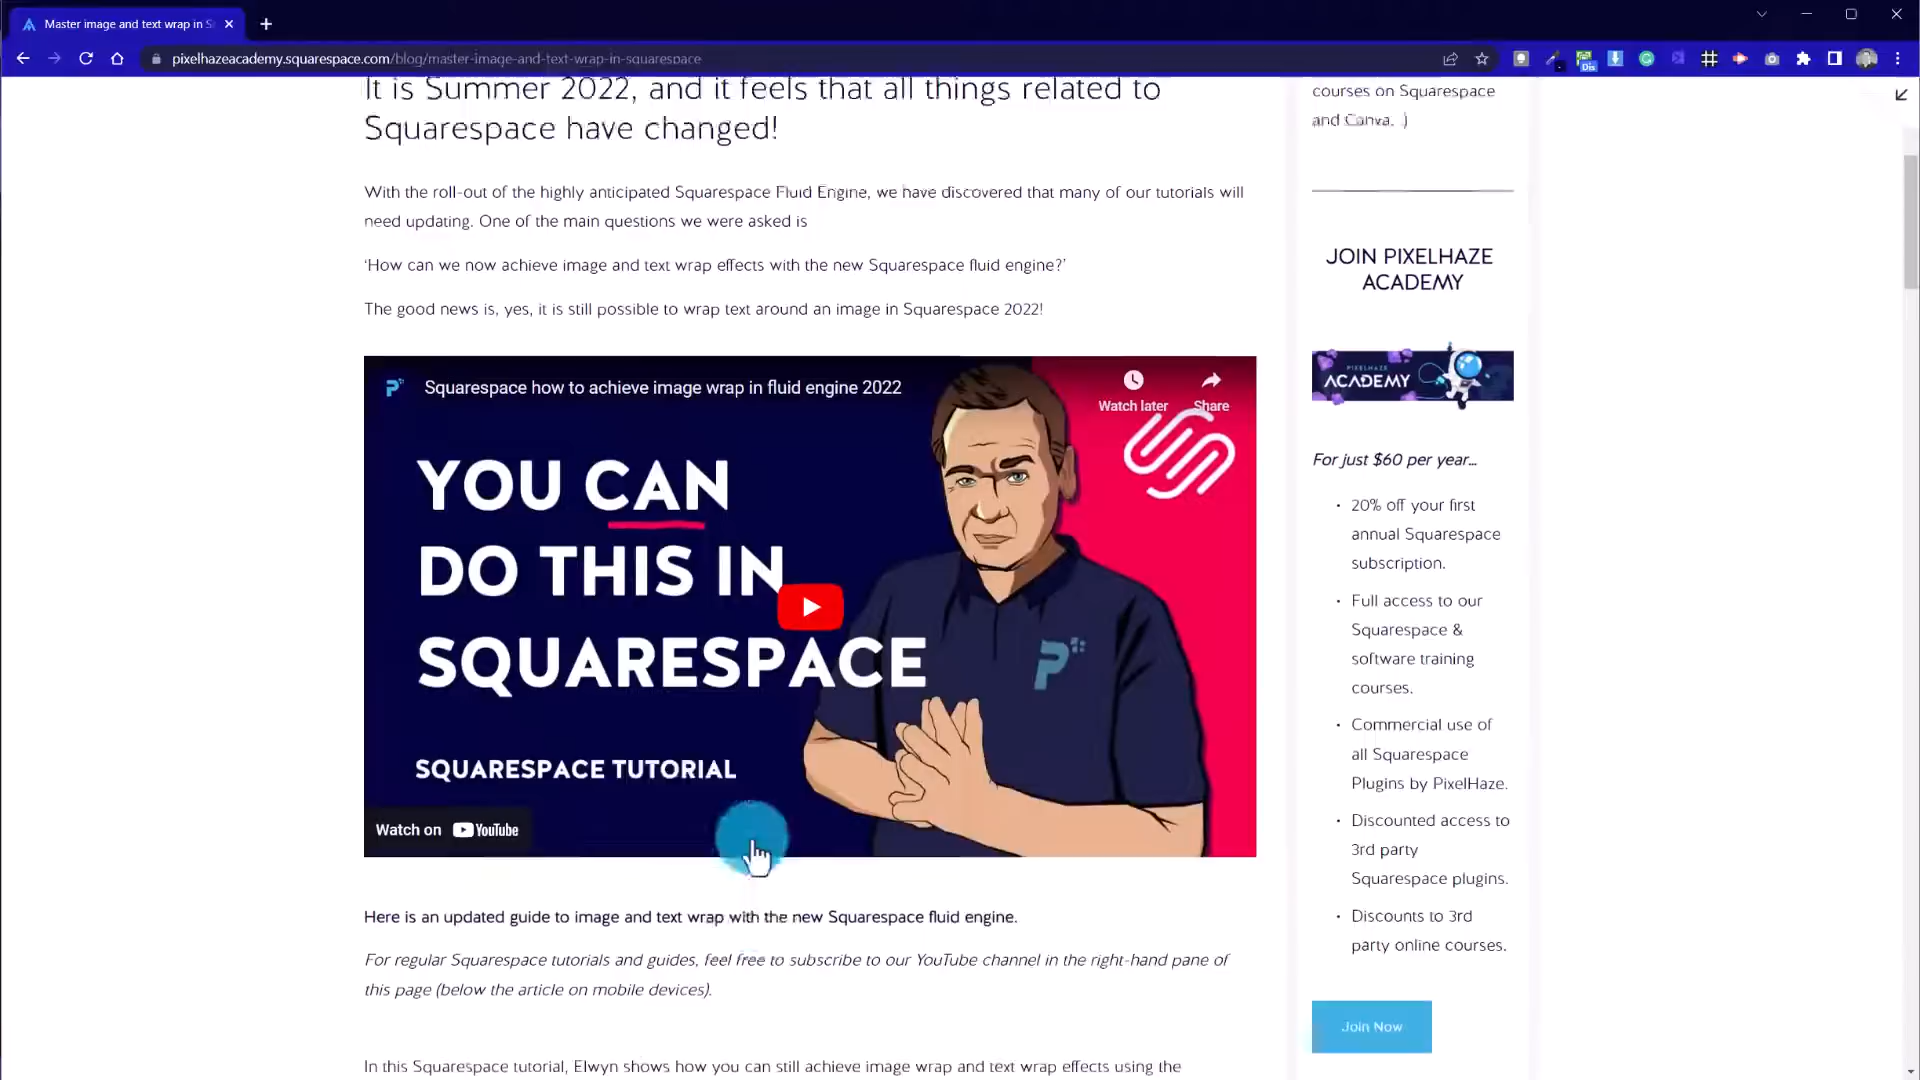 Master image and text wrap in S
pixelhazeacademy.squarespace.com/blog/master-image-and-text-wrap-in-squarespace
Dis
It is Summer 2022, and it feels that all things related to
Squarespace have changed!
With the roll-out of the highly anticipated Squarespace Fluid Engine, we have discovered that many of our tutorials will
need updating. One of the main questions we were asked is
‘How can we now achieve image and text wrap effects with the new Squarespace fluid engine?’
The good news is, yes, it is still possible to wrap text around an image in Squarespace 2022!
Squarespace how to achieve image wrap in fluid engine 2022
Watch later
Share
YOU CAN
DO THIS IN
SQUARESPACE
SQUARESPACE TUTORIAL
Watch on YouTube
Here is an updated guide to image and text wrap with the new Squarespace fluid engine.
For regular Squarespace tutorials and guides, feel free to subscribe to our YouTube channel in the right-hand pane of
this page (below the article on mobile devices).
In this Squarespace tutorial, Elwyn shows how you can still achieve image wrap and text wrap effects using the
courses on Squarespace
and Canva. :)
JOIN PIXELHAZE
ACADEMY
PIXELHAZE
ACADEMY
For just $60 per year...
• 20% off your first
annual Squarespace
subscription.
• Full access to our
Squarespace &
software training
courses.
• Commercial use of
all Squarespace
Plugins by PixelHaze.
• Discounted access to
3rd party
Squarespace plugins.
• Discounts to 3rd
party online courses.
Join Now